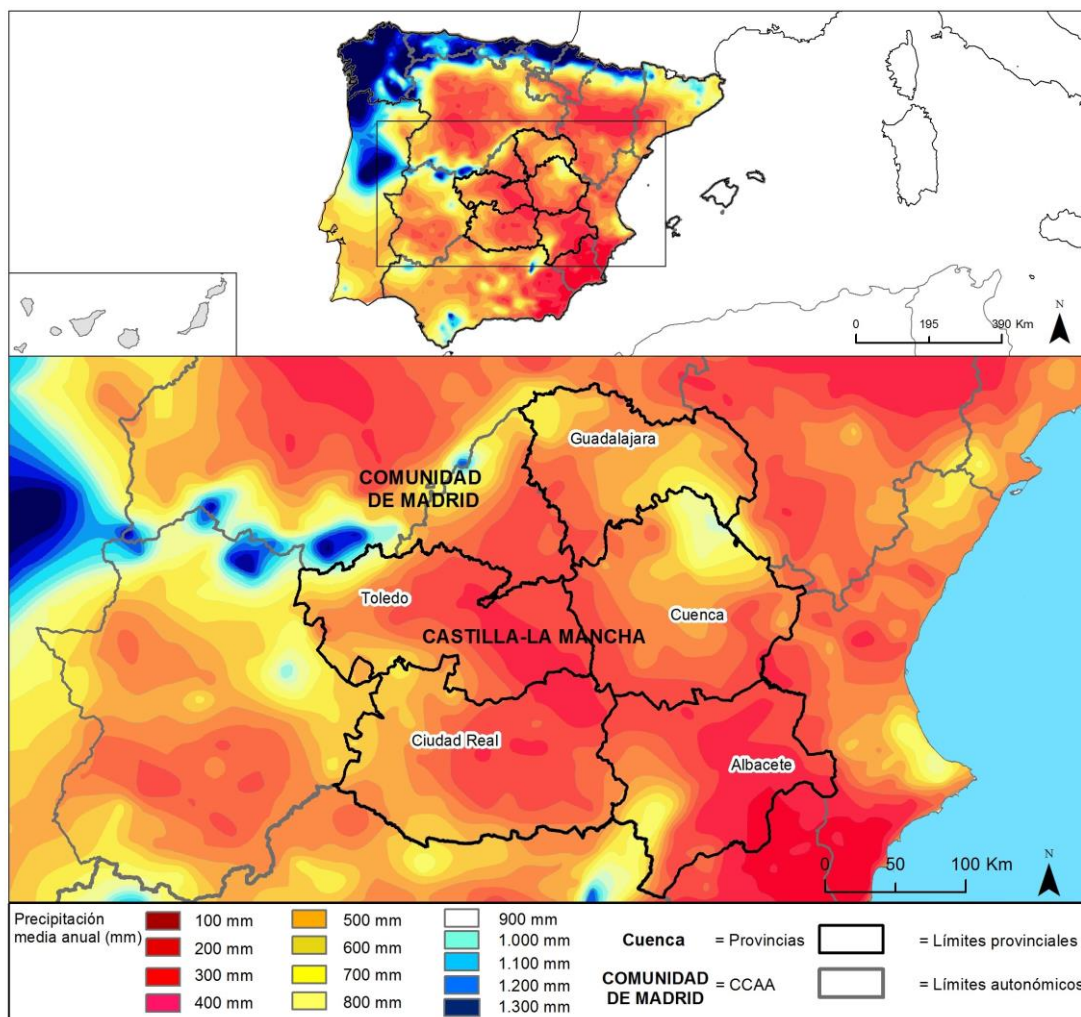 N
0 195 390 Km
Guadalajara
COMUNIDAD
DE MADRID
Toledo
Cuenca
CASTILLA-LA MANCHA
Ciudad Real
Albacete
0 50 100 Km
N
Precipitación
media anual (mm)
100 mm
200 mm
300 mm
400 mm
500 mm
600 mm
700 mm
800 mm
900 mm
1.000 mm
1.100 mm
1.200 mm
1.300 mm
Cuenca = Provincias
COMUNIDAD
DE MADRID = CCAA
= Límites provinciales
= Límites autonómicos